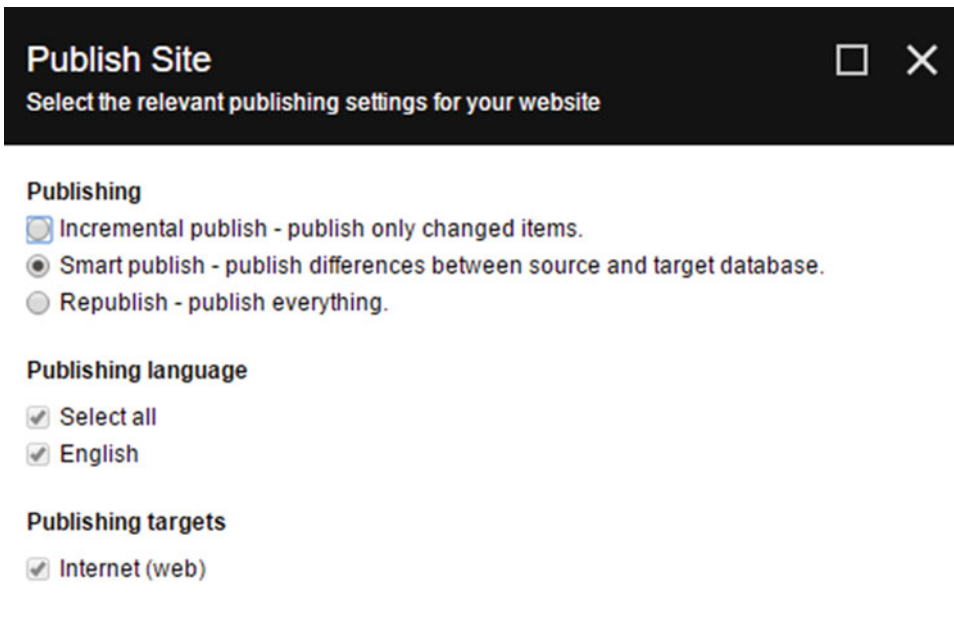 Publish Site
Select the relevant publishing settings for your website
Publishing
Incremental publish - publish only changed items.
Smart publish - publish differences between source and target database.
Republish - publish everything.
Publishing language
Select all
English
Publishing targets
Internet (web)